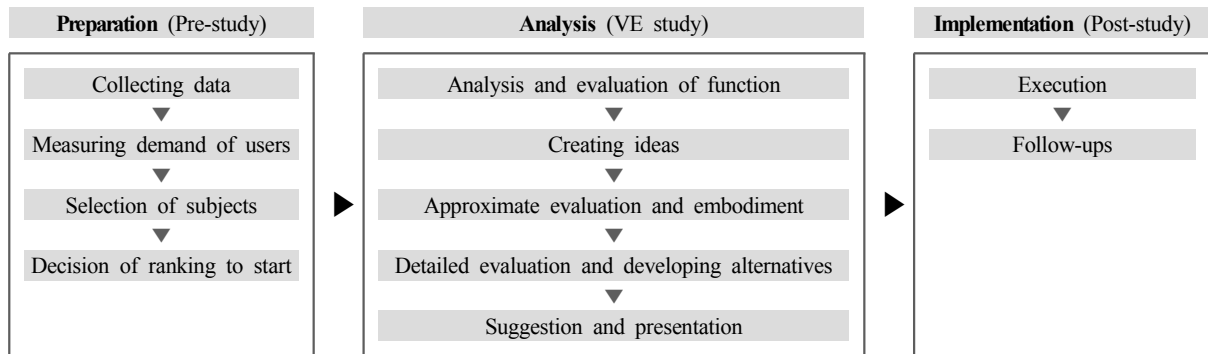 Preparation (Pre-study)
Collecting data
Measuring demand of users
Selection of subjects
Decision of ranking to start
Analysis (VE study)
Analysis and evaluation of function
Creating ideas
Approximate evaluation and embodiment
Detailed evaluation and developing alternatives
Suggestion and presentation
Implementation (Post-study)
Execution
Follow-ups